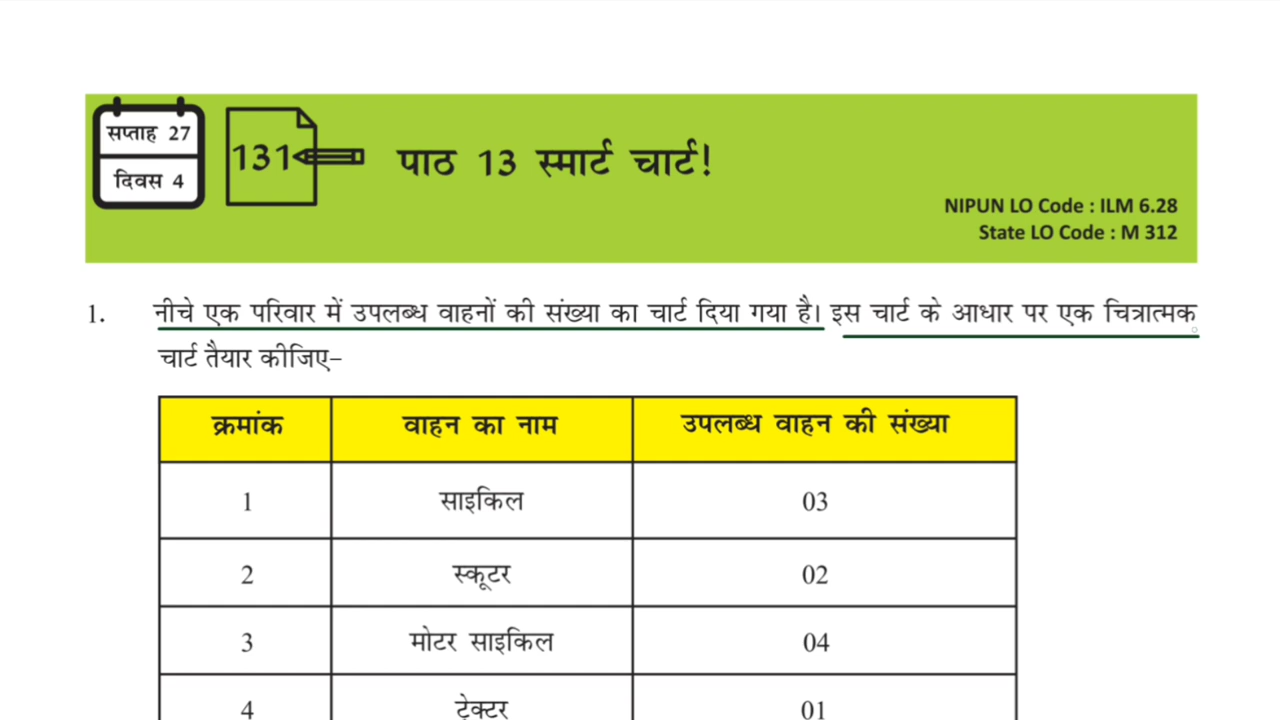 सप्ताह 27
दिवस 4
131
पाठ 13 स्मार्ट चार्ट!
NIPUN LO Code : ILM 6.28
State LO Code : M 312
1. नीचे एक परिवार में उपलब्ध वाहनों की संख्या का चार्ट दिया गया है। इस चार्ट के आधार पर एक चित्रात्मक
चार्ट तैयार कीजिए–
क्रमांक वाहन का नाम उपलब्ध वाहन की संख्या
1 साइकिल 03
2 स्कूटर 02
3 मोटर साइकिल 04
4 ट्रेक्टर 01